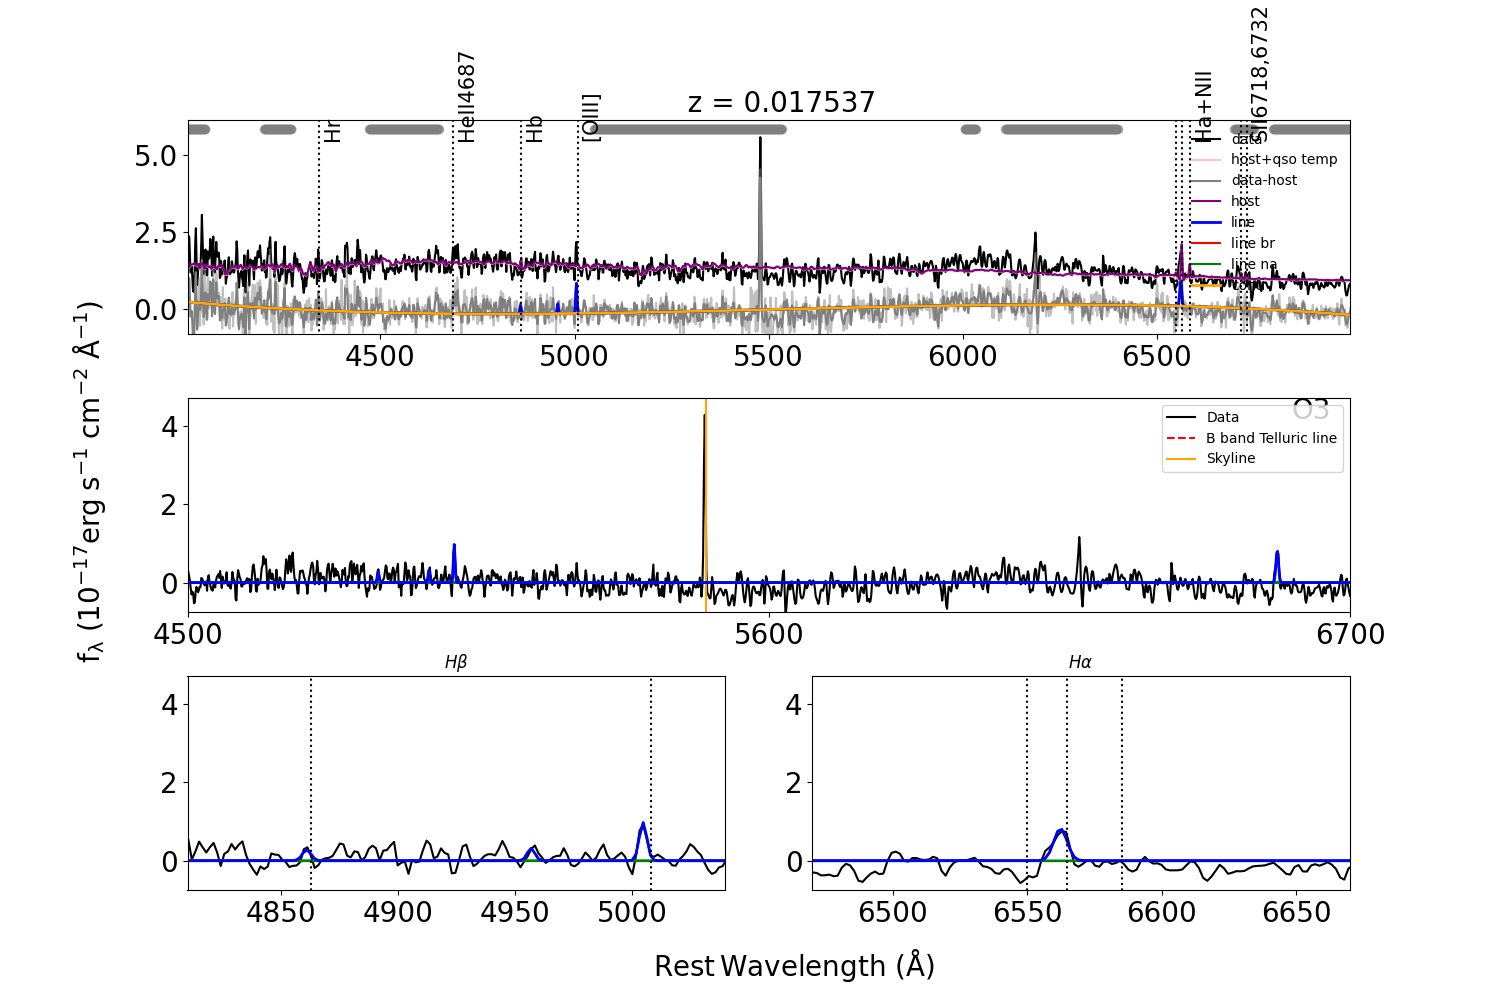 z = 0.017537
Hr
HeII4687
Hb
[OIII]
Ha+NII
SII6718,6732
data
host+qso temp
data-host
host
line
line br
line na
5.0
2.5
0.0
4500
5000
5500
6000
6500
O3
Data
B band Telluric line
Skyline
4
2
0
4500
5600
6700
fλ (10−17erg s−1 cm−2 Å−1)
Hβ
Hα
4
2
0
4850
4900
4950
5000
4
2
0
6500
6550
6600
6650
Rest Wavelength (Å)